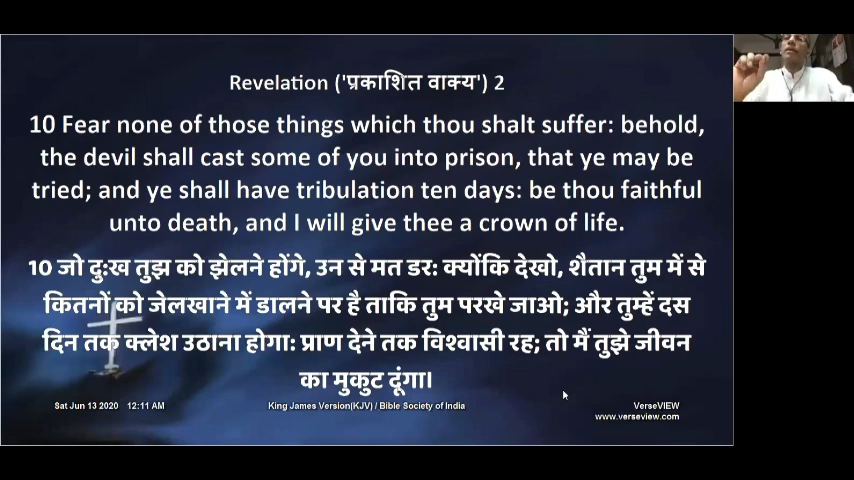 Revelation ('प्रकाशित वाक्य') 2
10 Fear none of those things which thou shalt suffer: behold,
the devil shall cast some of you into prison, that ye may be
tried; and ye shall have tribulation ten days: be thou faithful
unto death, and I will give thee a crown of life.
10 जो दुःख तुझ को झेलने होंगे, उन से मत डर: क्योंकि देखो, शैतान तुम में से
कितनों को जेलखाने में डालने पर है ताकि तुम परखे जाओ; और तुम्हें दस
दिन तक क्लेश उठाना होगा: प्राण देने तक विश्वासी रह; तो मैं तुझे जीवन
का मुकुट दूंगा।
Sat Jun 13 2020 12:11 AM King James Version(KJV) / Bible Society of India VerseVIEW
www.verseview.com